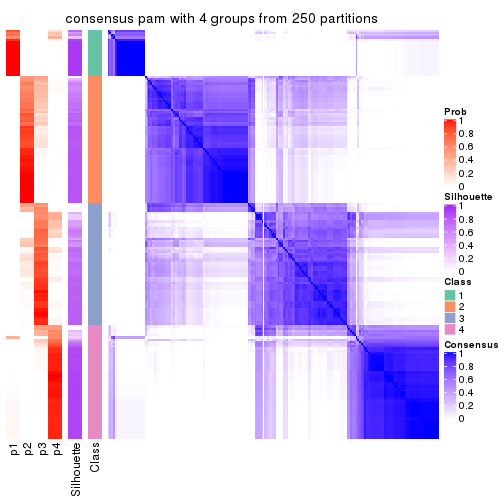 consensus pam with 4 groups from 250 partitions
Prob
1
0.8
0.6
0.4
0.2
0
Silhouette
1
0.8
0.6
0.4
0.2
0
Class
1
2
3
4
Consensus
1
0.8
0.6
0.4
0.2
0
p1
p2
p3
p4
Silhouette
Class